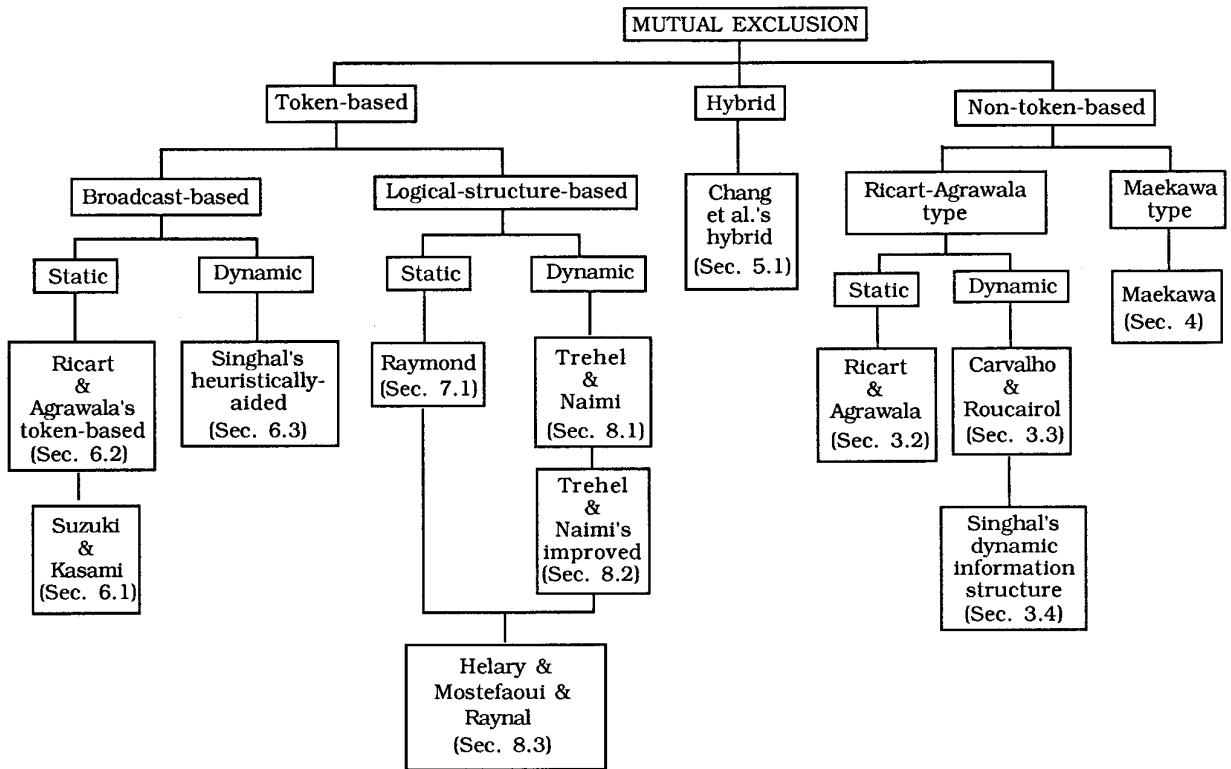 MUTUAL EXCLUSION
Token-based
Hybrid
Non-token-based
Broadcast-based
Logical-structure-based
Chang
et al.'s
hybrid
(Sec. 5.1)
Ricart-Agrawala
type
Maekawa
type
Static
Dynamic
Static
Dynamic
Static
Dynamic
Maekawa
(Sec. 4)
Ricart
&
Agrawala's
token-based
(Sec. 6.2)
Singhal's
heuristically-
aided
(Sec. 6.3)
Raymond
(Sec. 7.1)
Trehel
&
Naimi
(Sec. 8.1)
Ricart
&
Agrawala
(Sec. 3.2)
Carvalho
&
Roucairol
(Sec. 3.3)
Suzuki
&
Kasami
(Sec. 6.1)
Trehel
&
Naimi's
improved
(Sec. 8.2)
Singhal's
dynamic
information
structure
(Sec. 3.4)
Helary &
Mostefaoui &
Raynal
(Sec. 8.3)